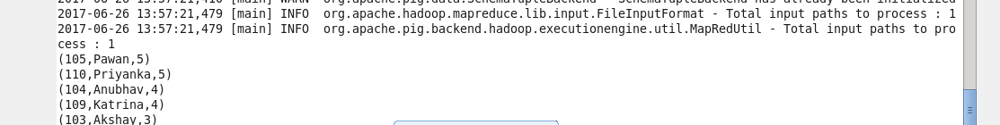 2017-06-26 13:57:21,416 [main] WARN  org.apache.pig.data.SchemaTupleBackend - SchemaTupleBackend has already been initialized
2017-06-26 13:57:21,479 [main] INFO  org.apache.hadoop.mapreduce.lib.input.FileInputFormat - Total input paths to process : 1
2017-06-26 13:57:21,479 [main] INFO  org.apache.pig.backend.hadoop.executionengine.util.MapRedUtil - Total input paths to pro
cess : 1
(105,Pawan,5)
(110,Priyanka,5)
(104,Anubhav,4)
(109,Katrina,4)
(103,Akshay,3)